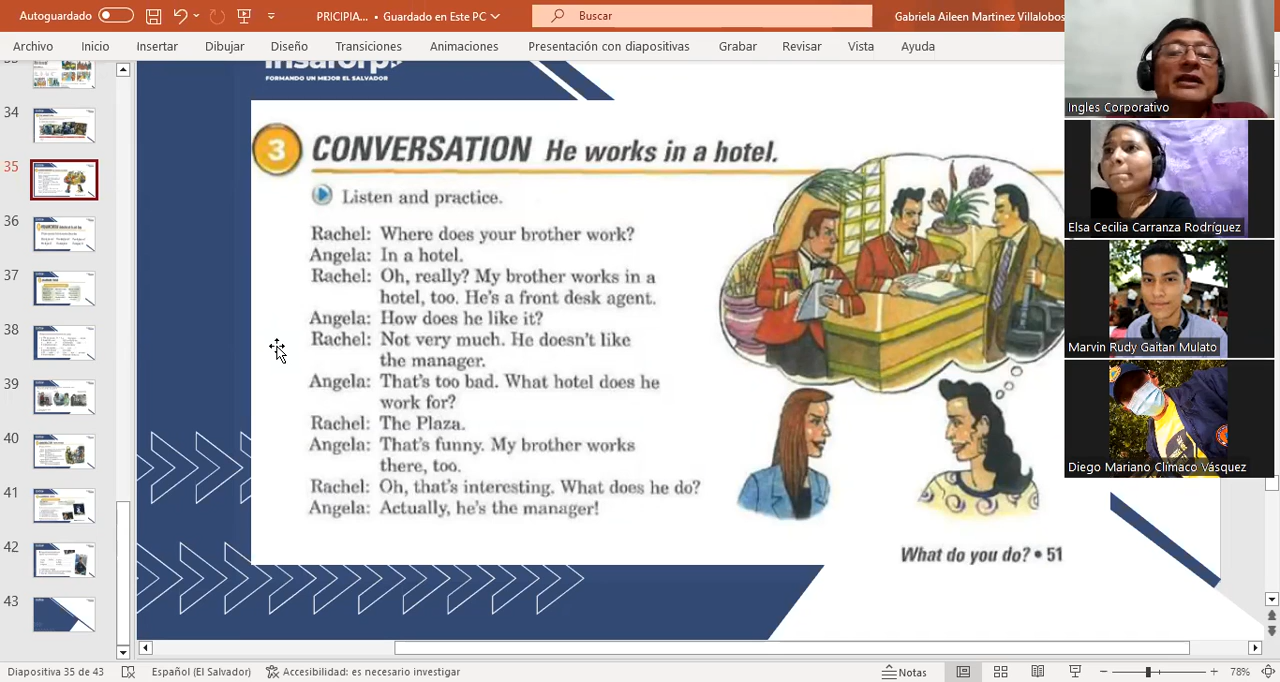 Autoguardado
PRICIPIA... • Guardado en Este PC
Buscar
Gabriela Aileen Martinez Villalobos
Archivo Inicio Insertar Dibujar Diseño Transiciones Animaciones Presentación con diapositivas Grabar Revisar Vista Ayuda
34
35
36
37
38
39
40
41
42
43
FORMANDO UN MEJOR EL SALVADOR
3 CONVERSATION He works in a hotel.
Listen and practice.
Rachel: Where does your brother work?
Angela: In a hotel.
Rachel: Oh, really? My brother works in a
hotel, too. He's a front desk agent.
Angela: How does he like it?
Rachel: Not very much. He doesn't like
the manager.
Angela: That's too bad. What hotel does he
work for?
Rachel: The Plaza.
Angela: That's funny. My brother works
there, too.
Rachel: Oh, that's interesting. What does he do?
Angela: Actually, he's the manager!
What do you do? • 51
Ingles Corporativo
Elsa Cecilia Carranza Rodríguez
Marvin Rudy Gaitan Mulato
Diego Mariano Climaco Vásquez
Diapositiva 35 de 43
Español (El Salvador)
Accesibilidad: es necesario investigar
Notas
78%